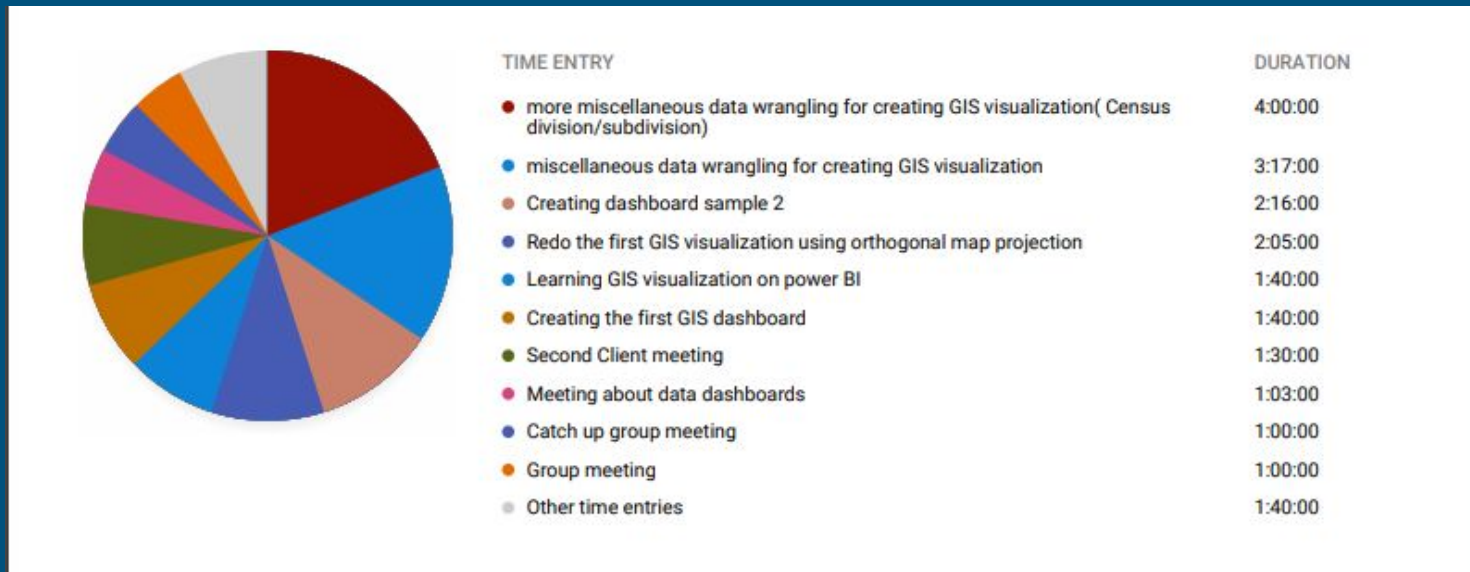 TIME ENTRY DURATION
more miscellaneous data wrangling for creating GIS visualization( Census 4:00:00
division/subdivision)
miscellaneous data wrangling for creating GIS visualization 3:17:00
Creating dashboard sample 2 2:16:00
Redo the first GIS visualization using orthogonal map projection 2:05:00
Learning GIS visualization on power BI 1:40:00
Creating the first GIS dashboard 1:40:00
Second Client meeting 1:30:00
Meeting about data dashboards 1:03:00
Catch up group meeting 1:00:00
Group meeting 1:00:00
Other time entries 1:40:00